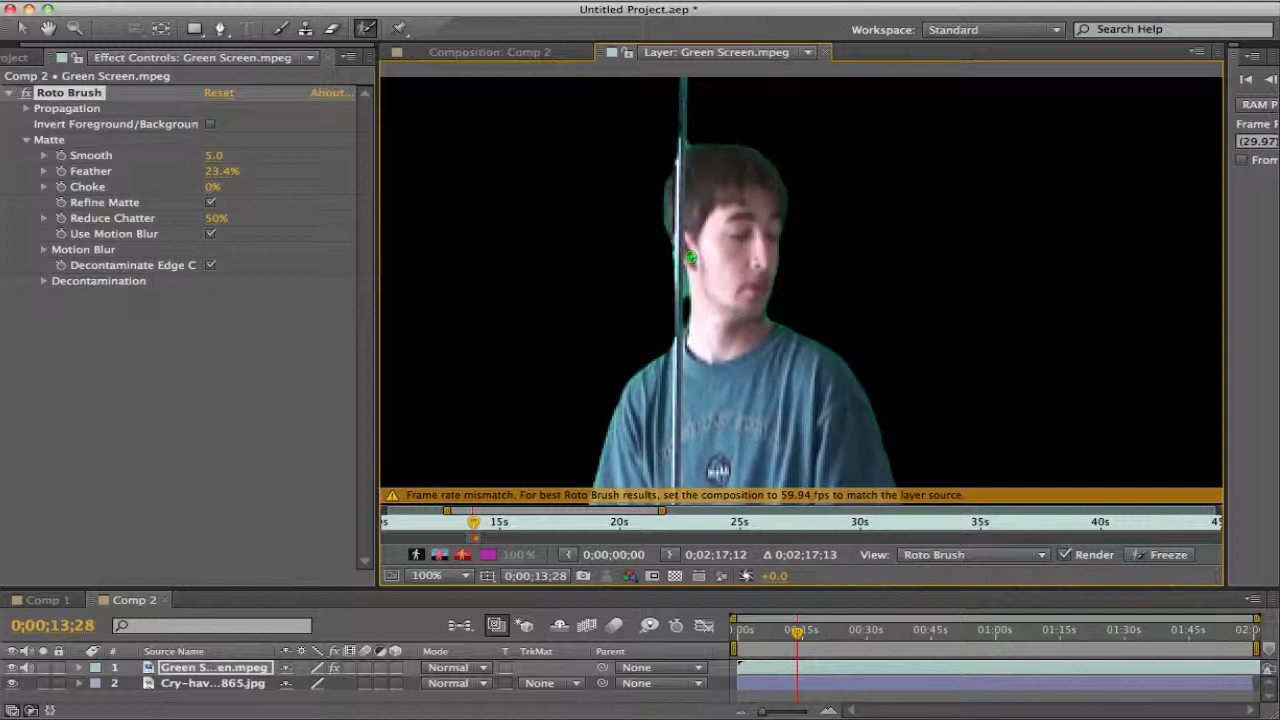 Untitled Project.aep *
Workspace: Standard Search Help
roject Effect Controls: Green Screen.mpeg
Composition: Comp 2 Layer: Green Screen.mpeg
Comp 2 • Green Screen.mpeg
Roto Brush Reset About...
Propagation
Invert Foreground/Backgroun
Matte
Smooth 5.0
Feather 23.4%
Choke 0%
Refine Matte
Reduce Chatter 50%
Use Motion Blur
Motion Blur
Decontaminate Edge C
Decontamination
RAM P
Frame R
(29.97)
From
Frame rate mismatch. For best Roto Brush results, set the composition to 59.94 fps to match the layer source.
s 15s 20s 25s 30s 35s 40s 45
100% 0;00;00;00 0;02;17;12 Δ 0;02;17;13 View: Roto Brush Render Freeze
100% 0;00;13;28 +0.0
Comp 1 Comp 2
0;00;13;28
:00s 00:15s 00:30s 00:45s 01:00s 01:15s 01:30s 01:45s 02:0
# Source Name Mode T TrkMat Parent
1 Green S...en.mpeg Normal None
2 Cry-hav...865.jpg Normal None None